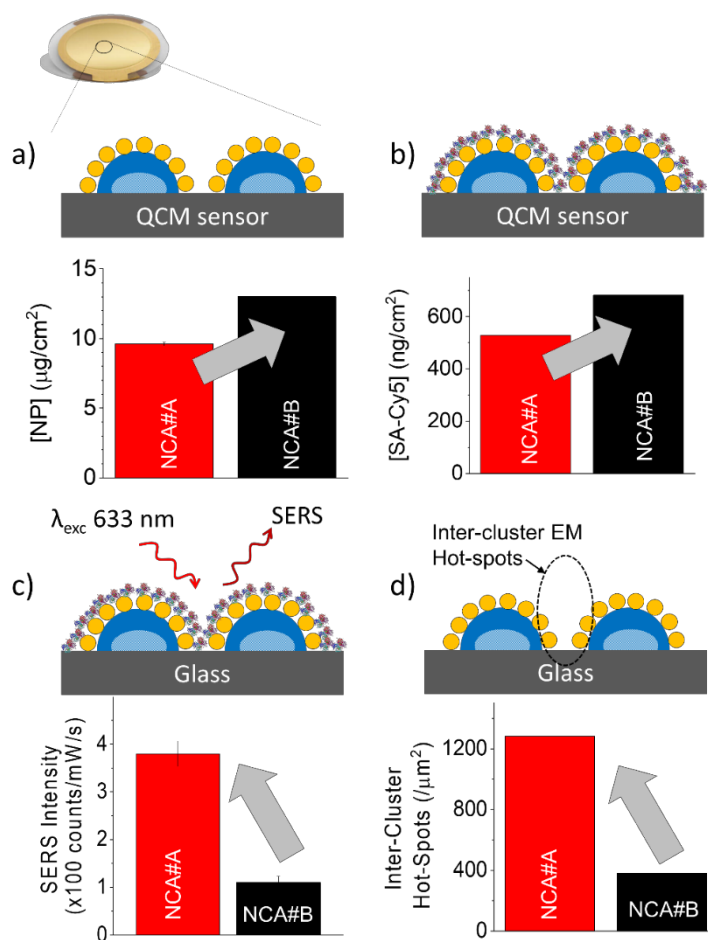 a)
QCM sensor
b)
QCM sensor
15
10
5
0
[NP] (μg/cm²)
NCA#A
NCA#B
600
400
200
0
[SA-Cy5] (ng/cm²)
NCA#A
NCA#B
λexc 633 nm
SERS
c)
Glass
Inter-cluster EM
Hot-spots
d)
Glass
4
3
2
1
0
SERS Intensity
(x100 counts/mW/s)
NCA#A
NCA#B
1200
800
400
0
Inter-Cluster
Hot-Spots (/μm²)
NCA#A
NCA#B